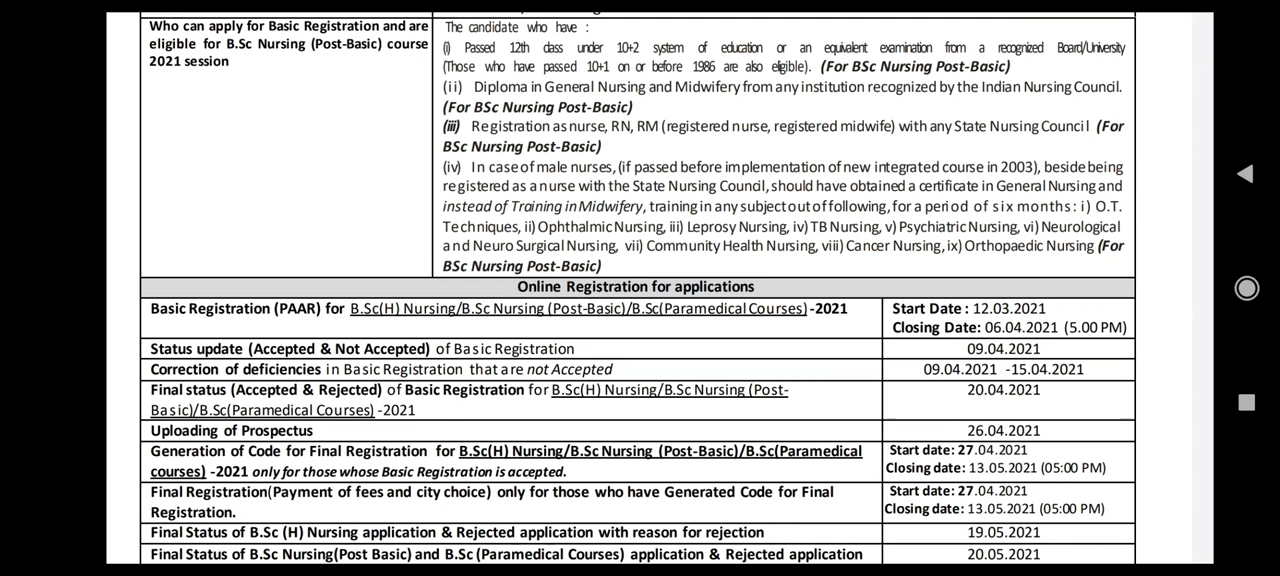 Who can apply for Basic Registration and are
eligible for B.Sc Nursing (Post-Basic) course
2021 session
The candidate who have :
(i) Passed 12th class under 10+2 system of education or an equivalent examination from a recognized Board/University
(Those who have passed 10+1 on or before 1986 are also eligible). (For BSc Nursing Post-Basic)
(ii) Diploma in General Nursing and Midwifery from any institution recognized by the Indian Nursing Council.
(For BSc Nursing Post-Basic)
(iii) Registration as nurse, RN, RM (registered nurse, registered midwife) with any State Nursing Council (For
BSc Nursing Post-Basic)
(iv) In case of male nurses, (if passed before implementation of new integrated course in 2003), beside being
registered as a nurse with the State Nursing Council, should have obtained a certificate in General Nursing and
instead of Training in Midwifery, training in any subject out of following, for a period of six months: i) O.T.
Techniques, ii) Ophthalmic Nursing, iii) Leprosy Nursing, iv) TB Nursing, v) Psychiatric Nursing, vi) Neurological
and Neuro Surgical Nursing, vii) Community Health Nursing, viii) Cancer Nursing, ix) Orthopaedic Nursing (For
BSc Nursing Post-Basic)
Online Registration for applications
Basic Registration (PAAR) for B.Sc(H) Nursing/B.Sc Nursing (Post-Basic)/B.Sc(Paramedical Courses) -2021
Start Date : 12.03.2021
Closing Date: 06.04.2021 (5.00 PM)
Status update (Accepted & Not Accepted) of Basic Registration
09.04.2021
Correction of deficiencies in Basic Registration that are not Accepted
09.04.2021 -15.04.2021
Final status (Accepted & Rejected) of Basic Registration for B.Sc(H) Nursing/B.Sc Nursing (Post-
Basic)/B.Sc(Paramedical Courses) -2021
20.04.2021
Uploading of Prospectus
26.04.2021
Generation of Code for Final Registration for B.Sc(H) Nursing/B.Sc Nursing (Post-Basic)/B.Sc(Paramedical
courses) -2021 only for those whose Basic Registration is accepted.
Start date: 27.04.2021
Closing date: 13.05.2021 (05:00 PM)
Final Registration(Payment of fees and city choice) only for those who have Generated Code for Final
Registration.
Start date: 27.04.2021
Closing date: 13.05.2021 (05:00 PM)
Final Status of B.Sc (H) Nursing application & Rejected application with reason for rejection
19.05.2021
Final Status of B.Sc Nursing(Post Basic) and B.Sc (Paramedical Courses) application & Rejected application
20.05.2021